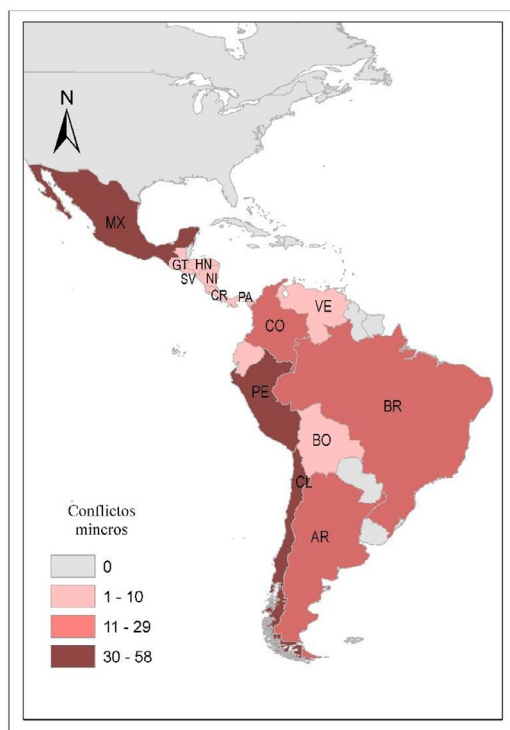 N
MX
GT HN
SV NI
CR PA
VE
CO
PE
BR
BO
CL
AR
Conflictos
mineros
0
1 - 10
11 - 29
30 - 58